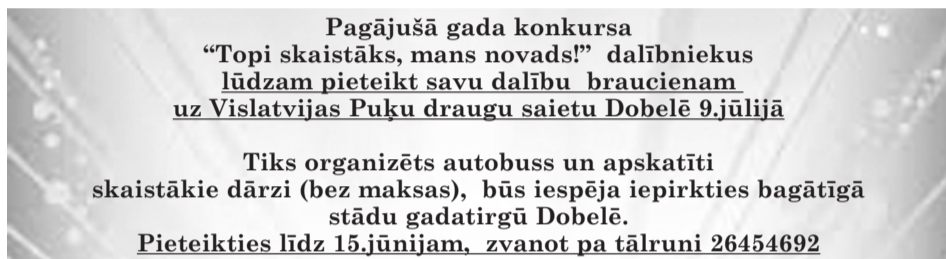 Pagājušā gada konkursa
“Topi skaistāks, mans novads!” dalībniekus
lūdzam pieteikt savu dalību braucienam
uz Vislatvijas Puķu draugu saietu Dobelē 9.jūlijā
Tiks organizēts autobuss un apskatīti
skaistākie dārzi (bez maksas), būs iespēja iepirkties bagātīgā
stādu gadatirgū Dobelē.
Pieteikties līdz 15.jūnijam, zvanot pa tālruni 26454692